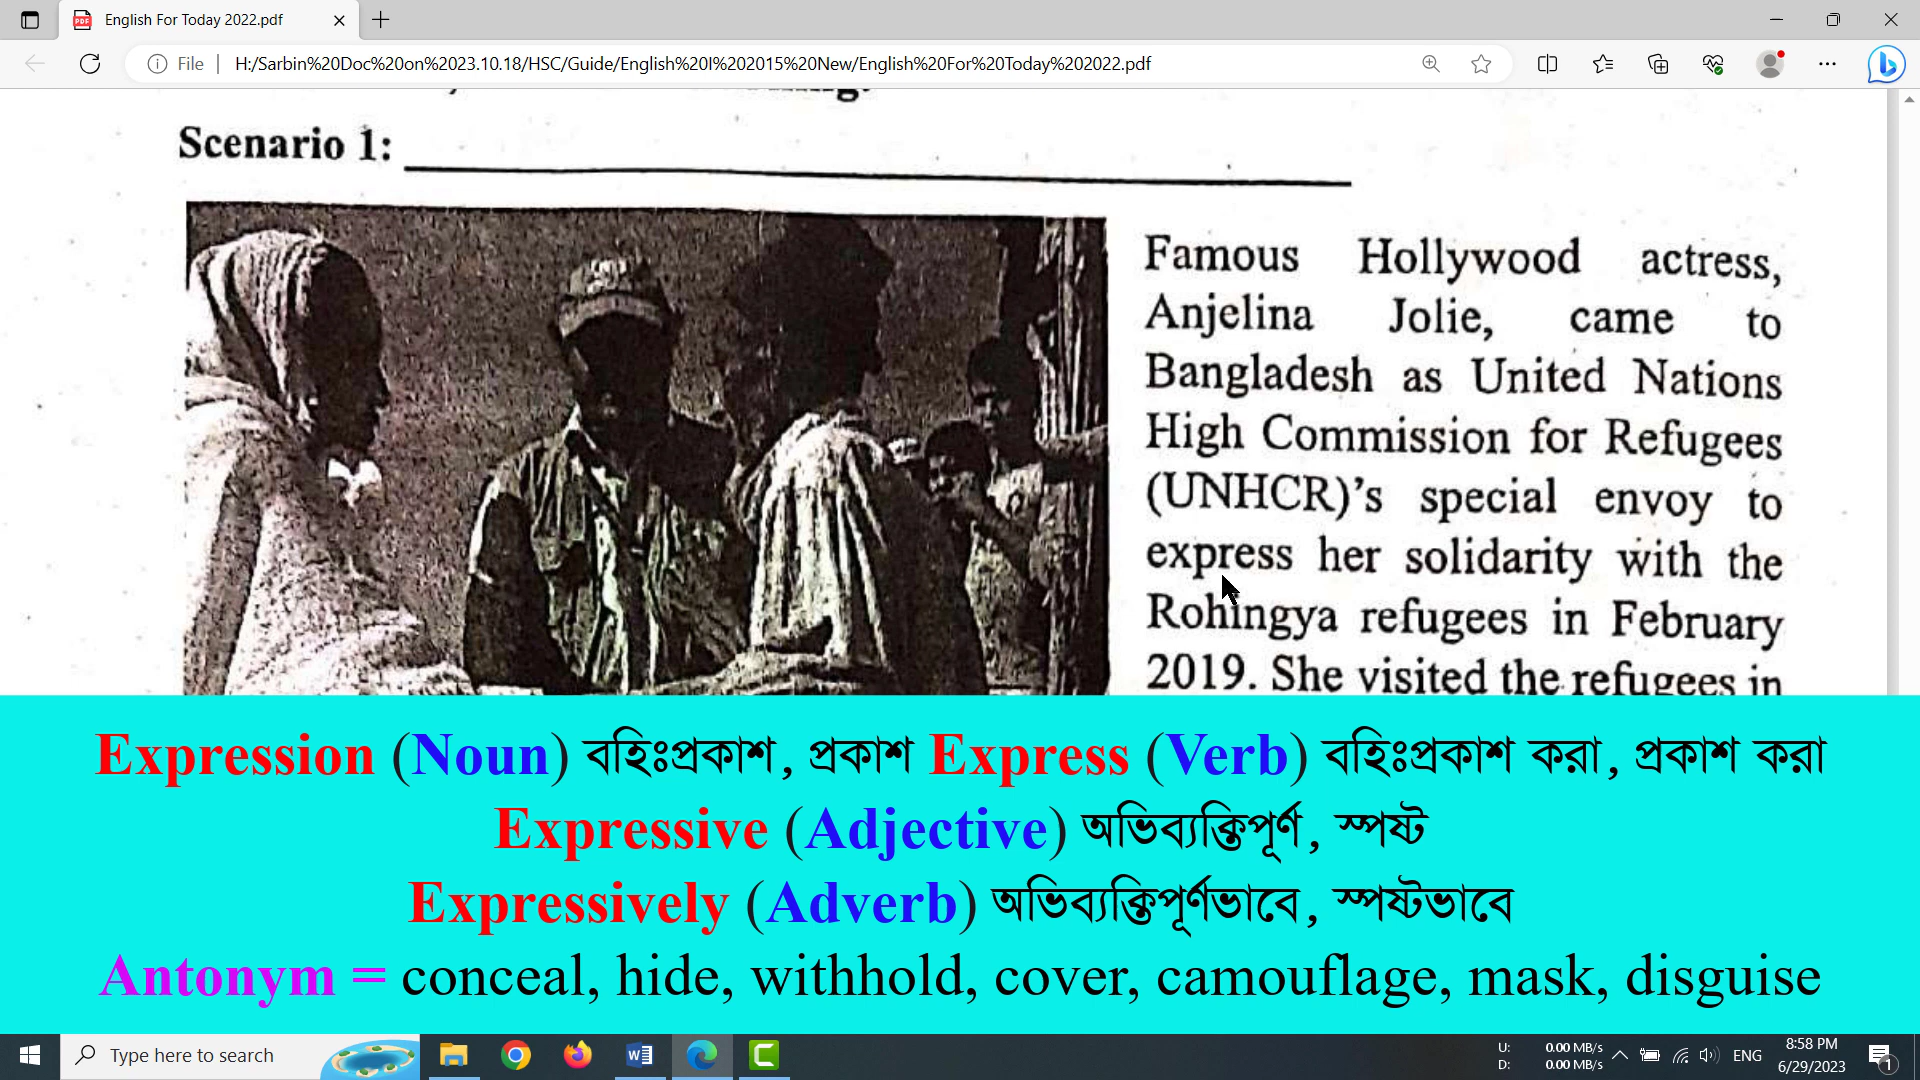 English For Today 2022.pdf
File
H:/Sarbin%20Doc%20on%2023.10.18/HSC/Guide/English%20I%202015%20New/English%20For%20Today%202022.pdf
Scenario 1:
Famous Hollywood actress,
Anjelina Jolie, came to
Bangladesh as United Nations
High Commission for Refugees
(UNHCR)'s special envoy to
express her solidarity with the
Rohingya refugees in February
2019. She visited the refugees in
Expression (Noun) বহিঃপ্রকাশ, প্রকাশ Express (Verb) বহিঃপ্রকাশ করা, প্রকাশ করা
Expressive (Adjective) অভিব্যক্তিপূর্ণ, স্পষ্ট
Expressively (Adverb) অভিব্যক্তিপূর্ণভাবে, স্পষ্টভাবে
Antonym = conceal, hide, withhold, cover, camouflage, mask, disguise
Type here to search
U: 0.00 MB/s
D: 0.00 MB/s
ENG
8:58 PM
6/29/2023
1